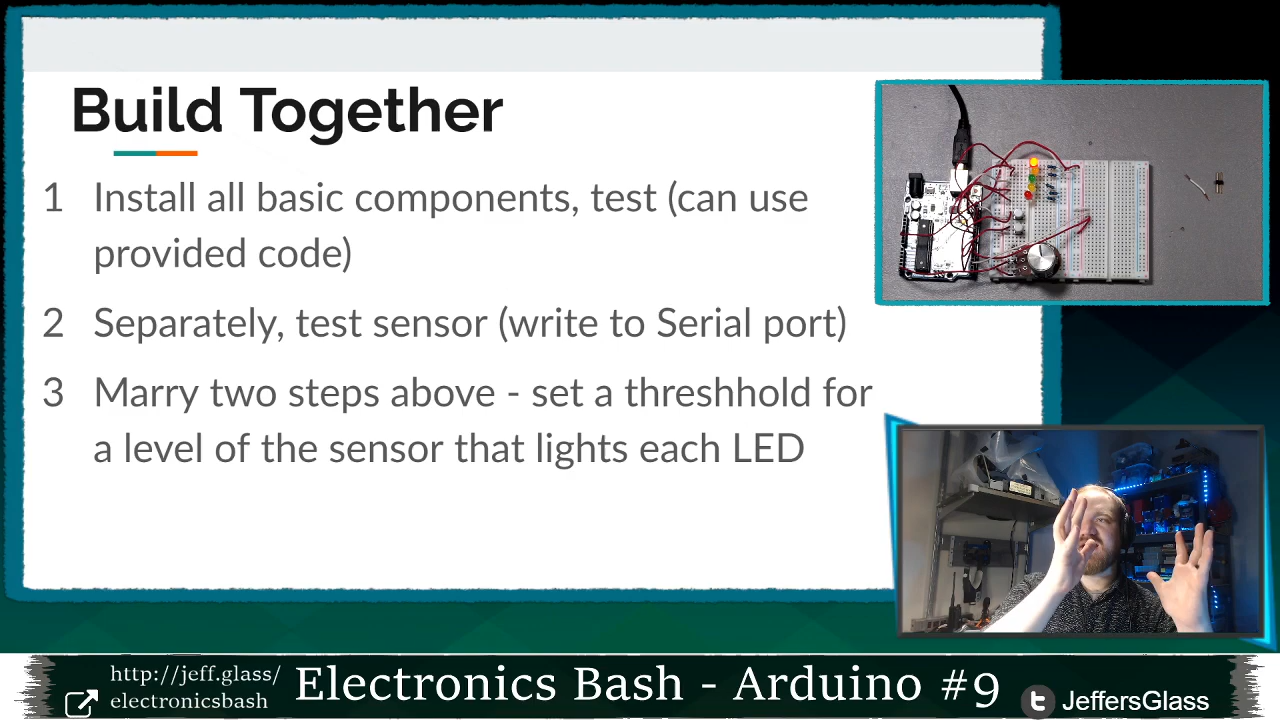 Build Together
1 Install all basic components, test (can use
provided code)
2 Separately, test sensor (write to Serial port)
3 Marry two steps above - set a threshhold for
a level of the sensor that lights each LED
http://jeff.glass/
electronicsbash
Electronics Bash - Arduino #9
JeffersGlass